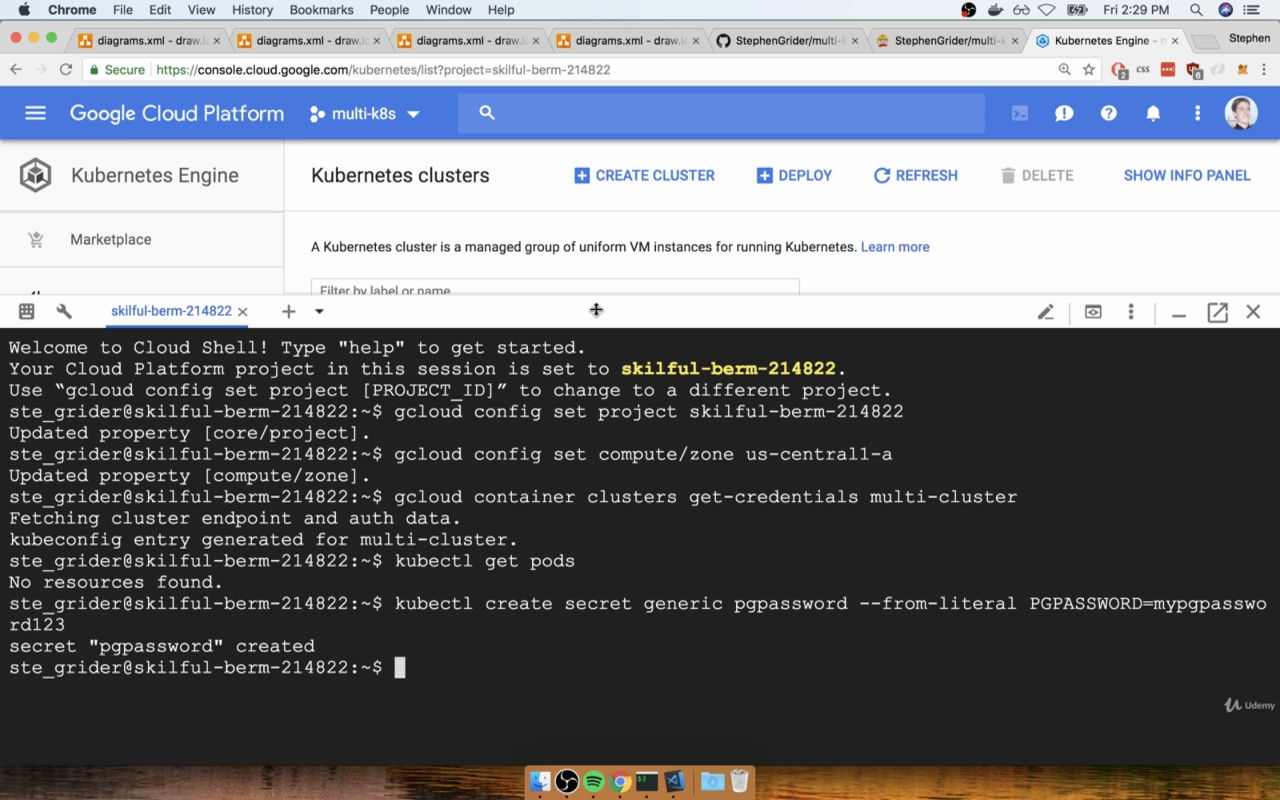 Chrome File Edit View History Bookmarks People Window Help Fri 2:29 PM
diagrams.xml - draw.i diagrams.xml - draw.i diagrams.xml - draw.i diagrams.xml - draw.i StephenGrider/multi-k StephenGrider/multi-k Kubernetes Engine - m Stephen
Secure https://console.cloud.google.com/kubernetes/list?project=skilful-berm-214822 2 CSS 6
Google Cloud Platform multi-k8s
Kubernetes Engine Kubernetes clusters CREATE CLUSTER DEPLOY REFRESH DELETE SHOW INFO PANEL
Marketplace
A Kubernetes cluster is a managed group of uniform VM instances for running Kubernetes. Learn more
Filter by label or name
skilful-berm-214822
Welcome to Cloud Shell! Type "help" to get started.
Your Cloud Platform project in this session is set to skilful-berm-214822.
Use “gcloud config set project [PROJECT_ID]” to change to a different project.
ste_grider@skilful-berm-214822:~$ gcloud config set project skilful-berm-214822
Updated property [core/project].
ste_grider@skilful-berm-214822:~$ gcloud config set compute/zone us-central1-a
Updated property [compute/zone].
ste_grider@skilful-berm-214822:~$ gcloud container clusters get-credentials multi-cluster
Fetching cluster endpoint and auth data.
kubeconfig entry generated for multi-cluster.
ste_grider@skilful-berm-214822:~$ kubectl get pods
No resources found.
ste_grider@skilful-berm-214822:~$ kubectl create secret generic pgpassword --from-literal PGPASSWORD=mypgpasswo
rd123
secret "pgpassword" created
ste_grider@skilful-berm-214822:~$
Udemy